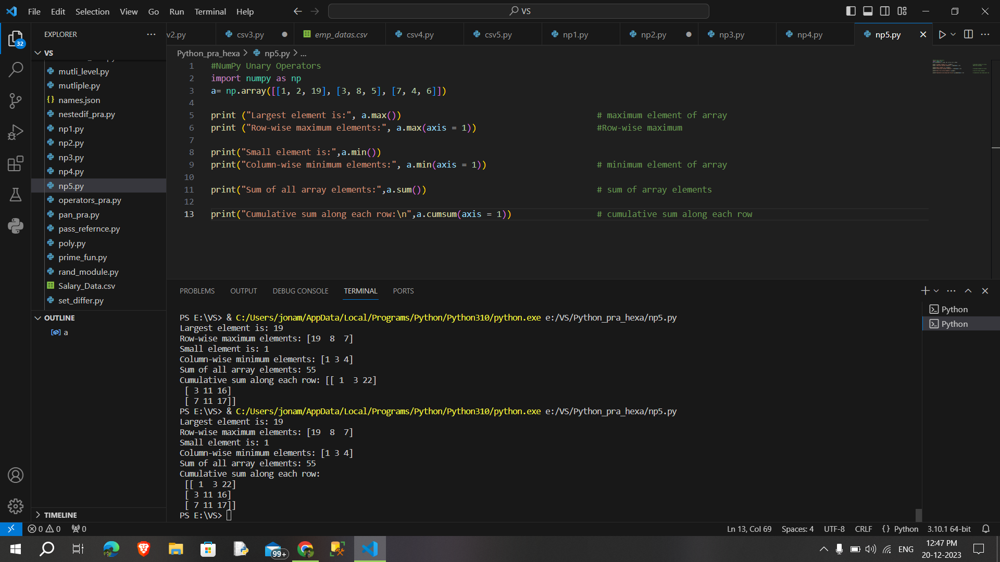 File Edit Selection View Go Run Terminal Help
VS
EXPLORER
v2.py
csv3.py
emp_datas.csv
csv4.py
csv5.py
np1.py
np2.py
np3.py
np4.py
np5.py
32
VS
mutli_level.py
mutliple.py
{} names.json
nestedif_pra.py
np1.py
np2.py
np3.py
np4.py
np5.py
operators_pra.py
pan_pra.py
pass_refernce.py
poly.py
prime_fun.py
rand_module.py
Salary_Data.csv
set_differ.py
OUTLINE
a
TIMELINE
Python_pra_hexa > np5.py > ...
1 #NumPy Unary Operators
2 import numpy as np
3 a= np.array([[1, 2, 19], [3, 8, 5], [7, 4, 6]])
4
5 print ("Largest element is:", a.max()) # maximum element of array
6 print ("Row-wise maximum elements:", a.max(axis = 1)) #Row-wise maximum
7
8 print("Small element is:",a.min())
9 print("Column-wise minimum elements:", a.min(axis = 1)) # minimum element of array
10
11 print("Sum of all array elements:",a.sum()) # sum of array elements
12
13 print("Cumulative sum along each row:\n",a.cumsum(axis = 1)) # cumulative sum along each row
PROBLEMS OUTPUT DEBUG CONSOLE TERMINAL PORTS
PS E:\VS> & C:/Users/jonam/AppData/Local/Programs/Python/Python310/python.exe e:/VS/Python_pra_hexa/np5.py
Largest element is: 19
Row-wise maximum elements: [19  8  7]
Small element is: 1
Column-wise minimum elements: [1 3 4]
Sum of all array elements: 55
Cumulative sum along each row: [[ 1  3 22]
 [ 3 11 16]
 [ 7 11 17]]
PS E:\VS> & C:/Users/jonam/AppData/Local/Programs/Python/Python310/python.exe e:/VS/Python_pra_hexa/np5.py
Largest element is: 19
Row-wise maximum elements: [19  8  7]
Small element is: 1
Column-wise minimum elements: [1 3 4]
Sum of all array elements: 55
Cumulative sum along each row:
 [[ 1  3 22]
 [ 3 11 16]
 [ 7 11 17]]
PS E:\VS>
Python
Python
0 0 0
Ln 13, Col 69 Spaces: 4 UTF-8 CRLF {} Python 3.10.1 64-bit
99+
ENG
12:47 PM
20-12-2023